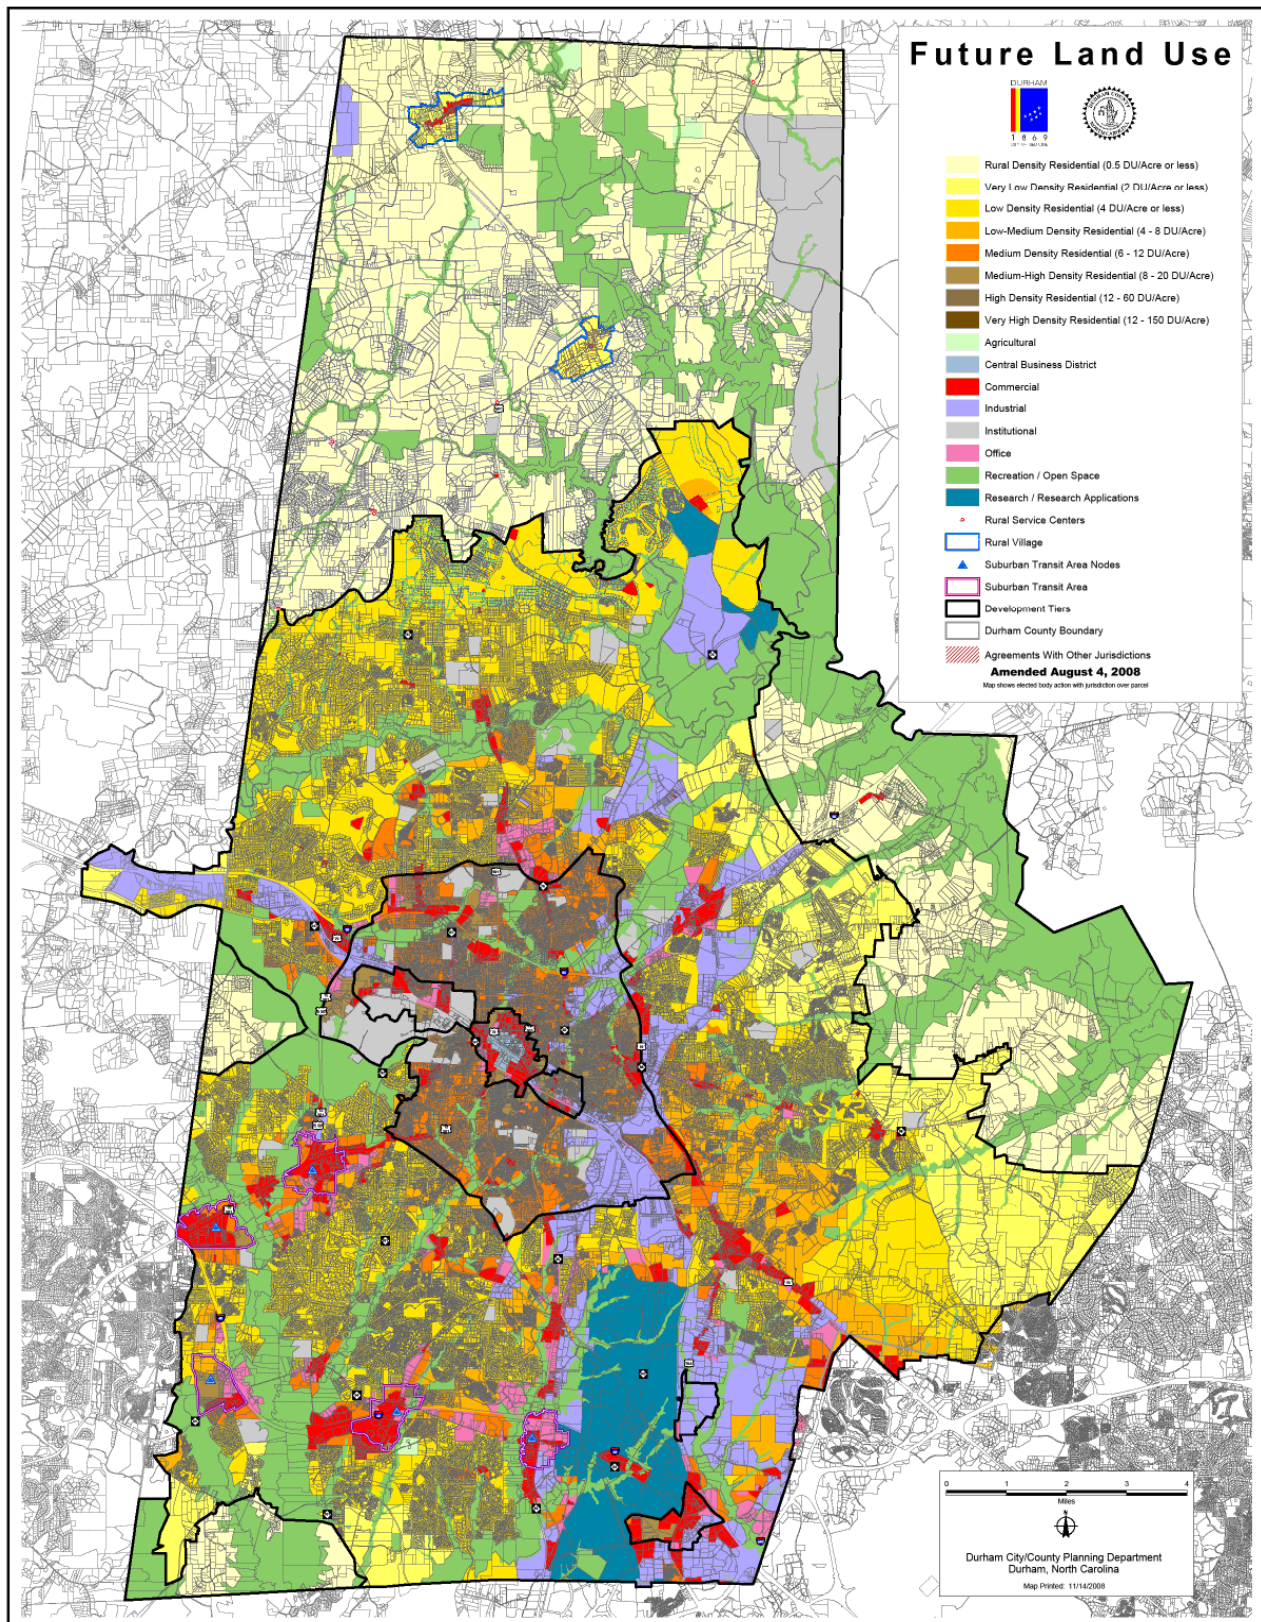 Future Land Use
DURHAM
1 8 6 9
CITY OF MEDICINE
DURHAM COUNTY
NORTH CAROLINA
Rural Density Residential (0.5 DU/Acre or less)
Very Low Density Residential (2 DU/Acre or less)
Low Density Residential (4 DU/Acre or less)
Low-Medium Density Residential (4 - 8 DU/Acre)
Medium Density Residential (6 - 12 DU/Acre)
Medium-High Density Residential (8 - 20 DU/Acre)
High Density Residential (12 - 60 DU/Acre)
Very High Density Residential (12 - 150 DU/Acre)
Agricultural
Central Business District
Commercial
Industrial
Institutional
Office
Recreation / Open Space
Research / Research Applications
Rural Service Centers
Rural Village
Suburban Transit Area Nodes
Suburban Transit Area
Development Tiers
Durham County Boundary
Agreements With Other Jurisdictions
Amended August 4, 2008
Map shows elected body action with jurisdiction over parcel
0 1 2 3 4
Miles
N
Durham City/County Planning Department
Durham, North Carolina
Map Printed: 11/14/2008